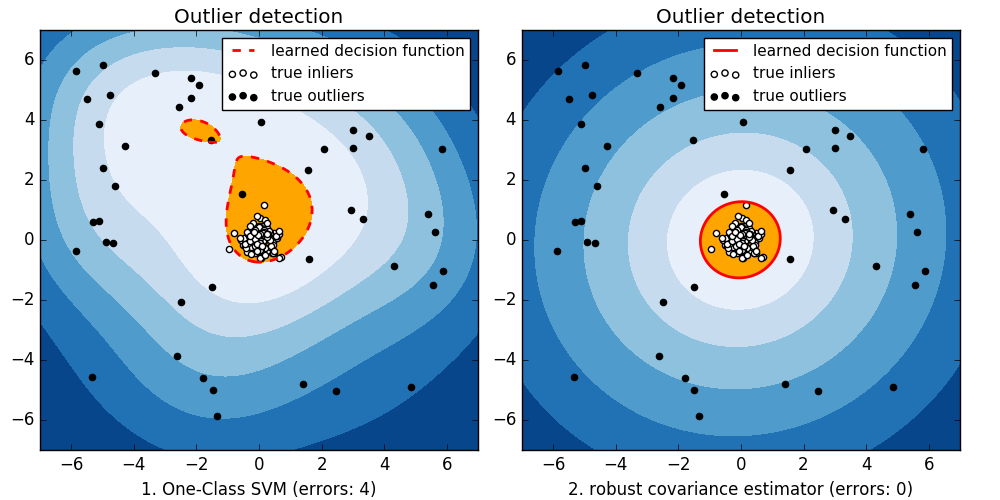 Outlier detection
learned decision function
true inliers
true outliers
6
4
2
0
−2
−4
−6
−6 −4 −2 0 2 4 6
1. One-Class SVM (errors: 4)
Outlier detection
learned decision function
true inliers
true outliers
6
4
2
0
−2
−4
−6
−6 −4 −2 0 2 4 6
2. robust covariance estimator (errors: 0)